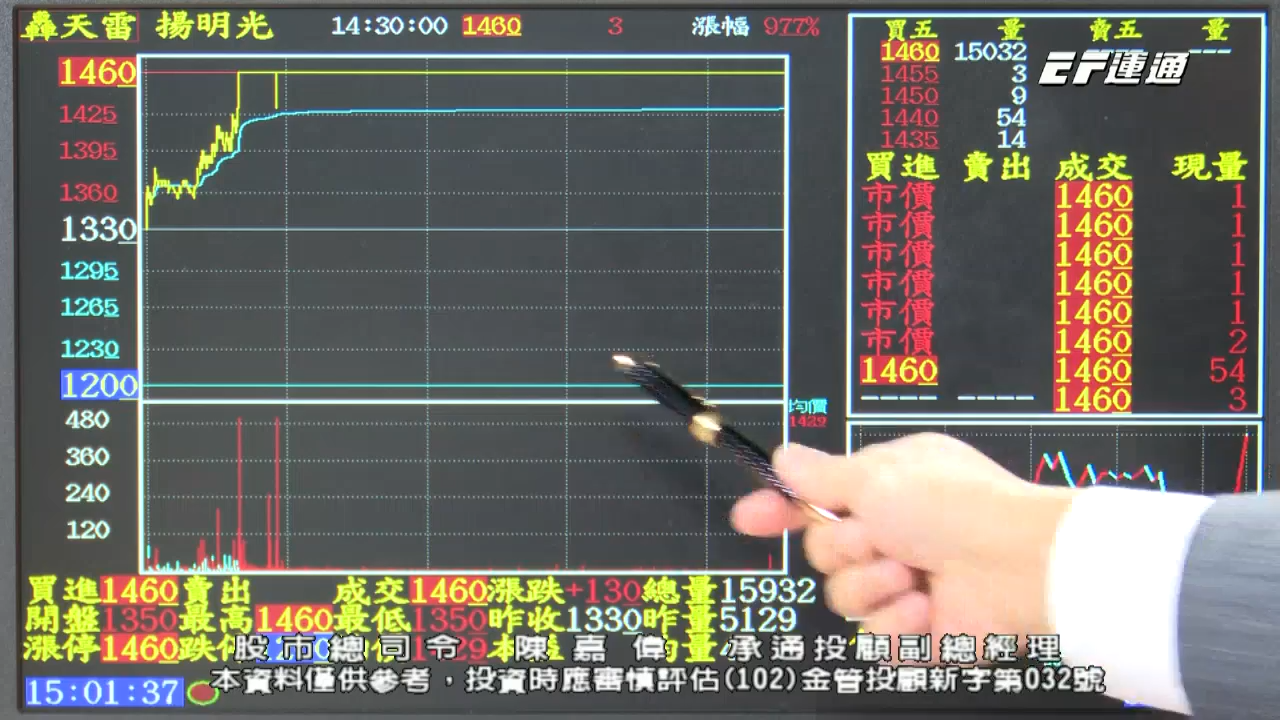 轟天雷 揚明光 14:30:00 1460 3 漲幅 977%
買五 量 賣五 量
1460 15032
1455 3
1450 9
1440 54
1435 14
EF運通
買進 賣出 成交 現量
市價 1460 1
市價 1460 1
市價 1460 1
市價 1460 1
市價 1460 1
市價 1460 2
1460 1460 54
---- ---- 1460 3
1460
1425
1395
1360
1330
1295
1265
1230
1200
480
360
240
120
均價
1429
買進1460賣出 成交1460漲跌+130總量15932
開盤1350最高1460最低1350昨收1330昨量5129
漲停1460跌
股市總司令 陳嘉偉 承通投顧副總經理
本資料僅供參考，投資時應審慎評估(102)金管投顧新字第032號
15:01:37